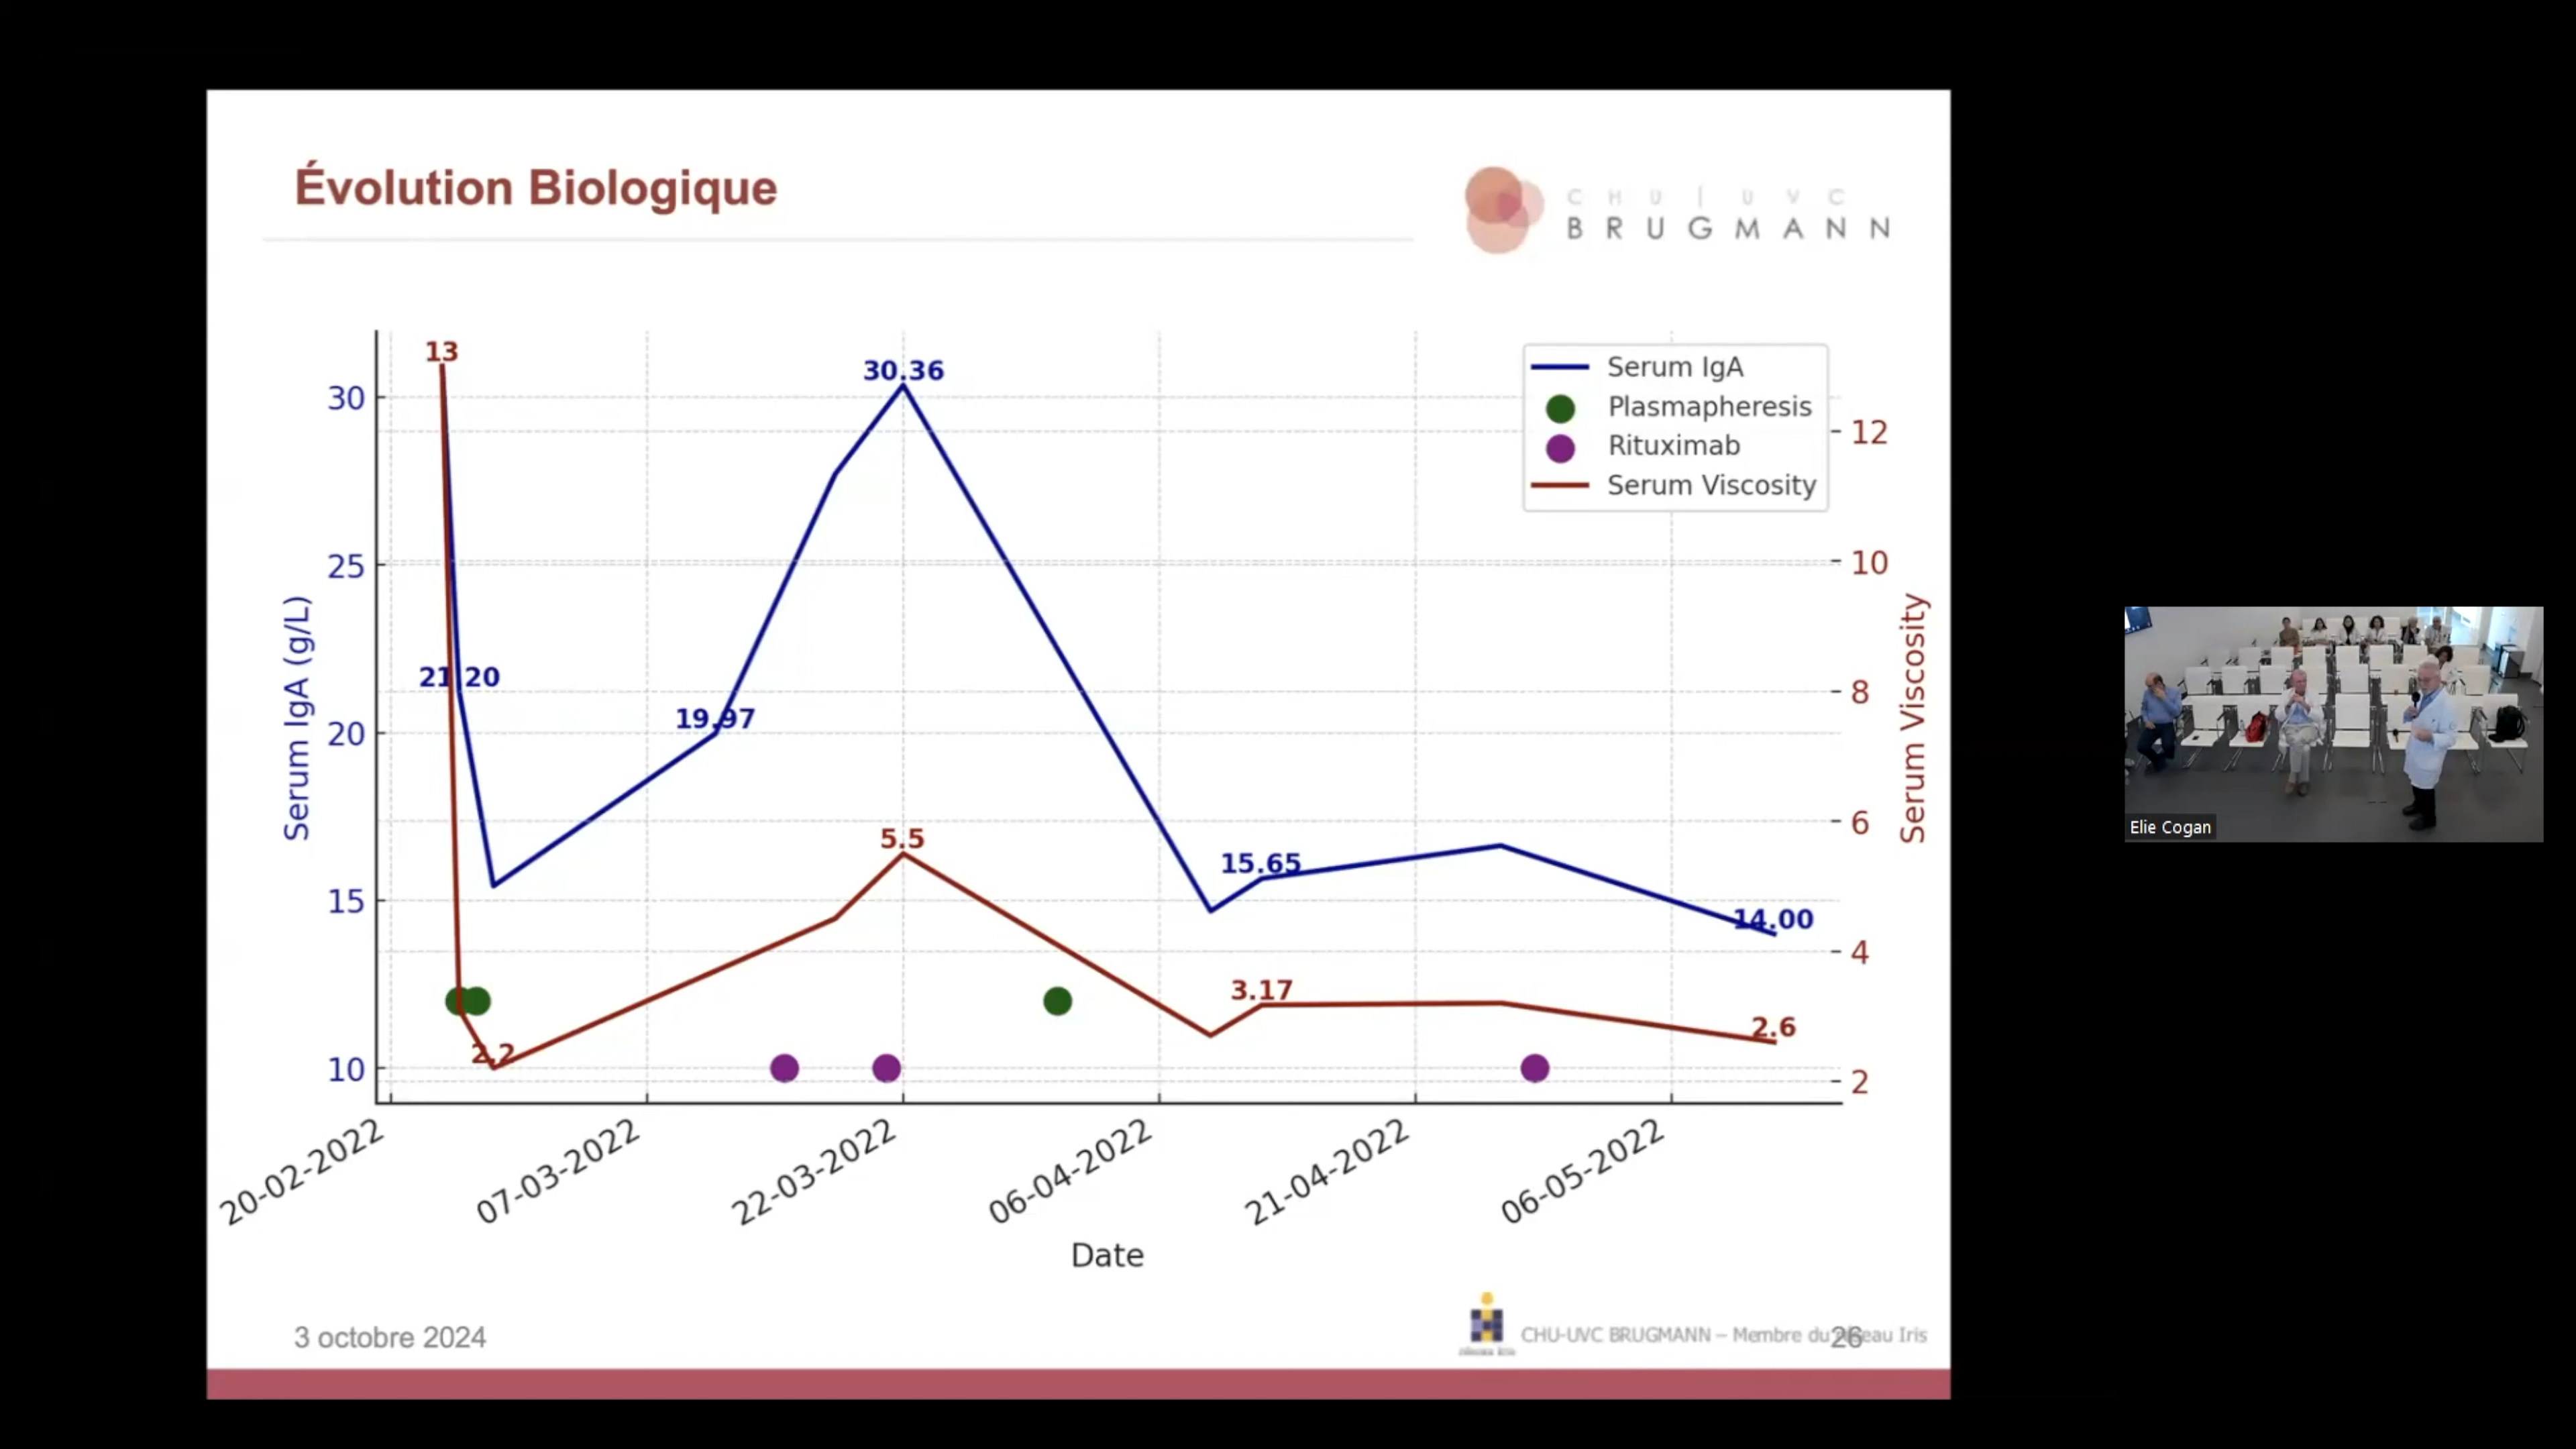 Évolution Biologique
CHU | UVC
BRUGMANN
13
30.36
21.20
19.97
5.5
15.65
14.00
3.17
2.6
2.2
Serum IgA
Plasmapheresis
Rituximab
Serum Viscosity
30
25
20
15
10
Serum IgA (g/L)
12
10
8
6
4
2
Serum Viscosity
20-02-2022
07-03-2022
22-03-2022
06-04-2022
21-04-2022
06-05-2022
Date
3 octobre 2024
CHU-UVC BRUGMANN – Membre du Iris
26
Elie Cogan